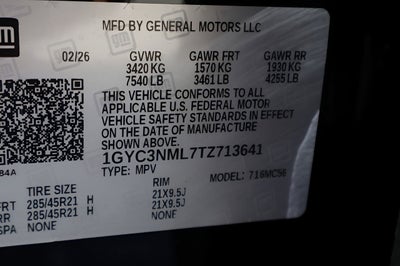 gm
MFD BY GENERAL MOTORS LLC
02/26 GVWR GAWR FRT GAWR RR
3420 KG 1570 KG 1930 KG
7540 LB 3461 LB 4255 LB
THIS VEHICLE CONFORMS TO ALL
APPLICABLE U.S. FEDERAL MOTOR
VEHICLE SAFETY STANDARDS IN
EFFECT ON THE DATE OF MANUFACTURE
SHOWN ABOVE.
1GYC3NML7TZ713641
TYPE: MPV MODEL: 716MC56
TIRE SIZE RIM
285/45R21 H 21X9.5J
RR 285/45R21 H 21X9.5J
SPA NONE NONE